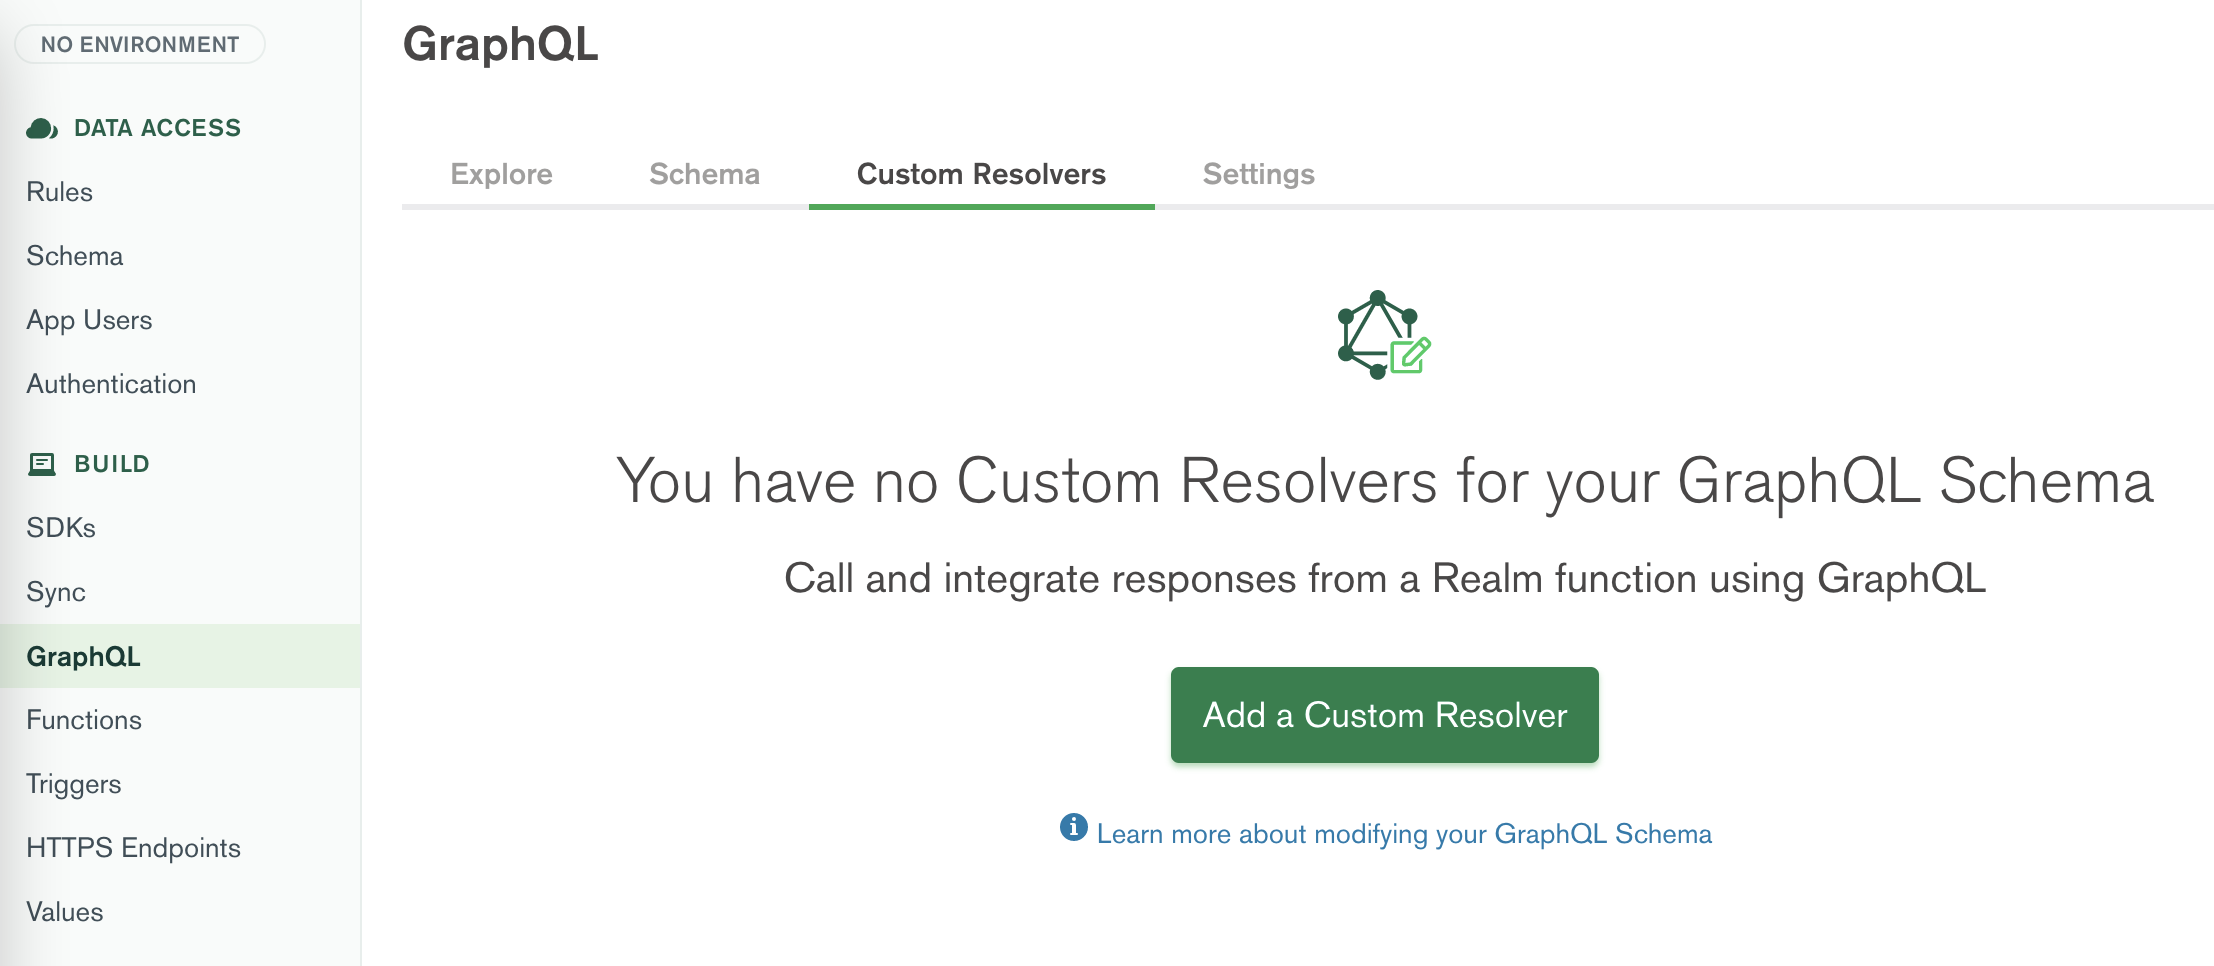 NO ENVIRONMENT
DATA ACCESS
Rules
Schema
App Users
Authentication
BUILD
SDKs
Sync
GraphQL
Functions
Triggers
HTTPS Endpoints
Values
GraphQL
Explore Schema Custom Resolvers Settings
You have no Custom Resolvers for your GraphQL Schema
Call and integrate responses from a Realm function using GraphQL
Add a Custom Resolver
Learn more about modifying your GraphQL Schema